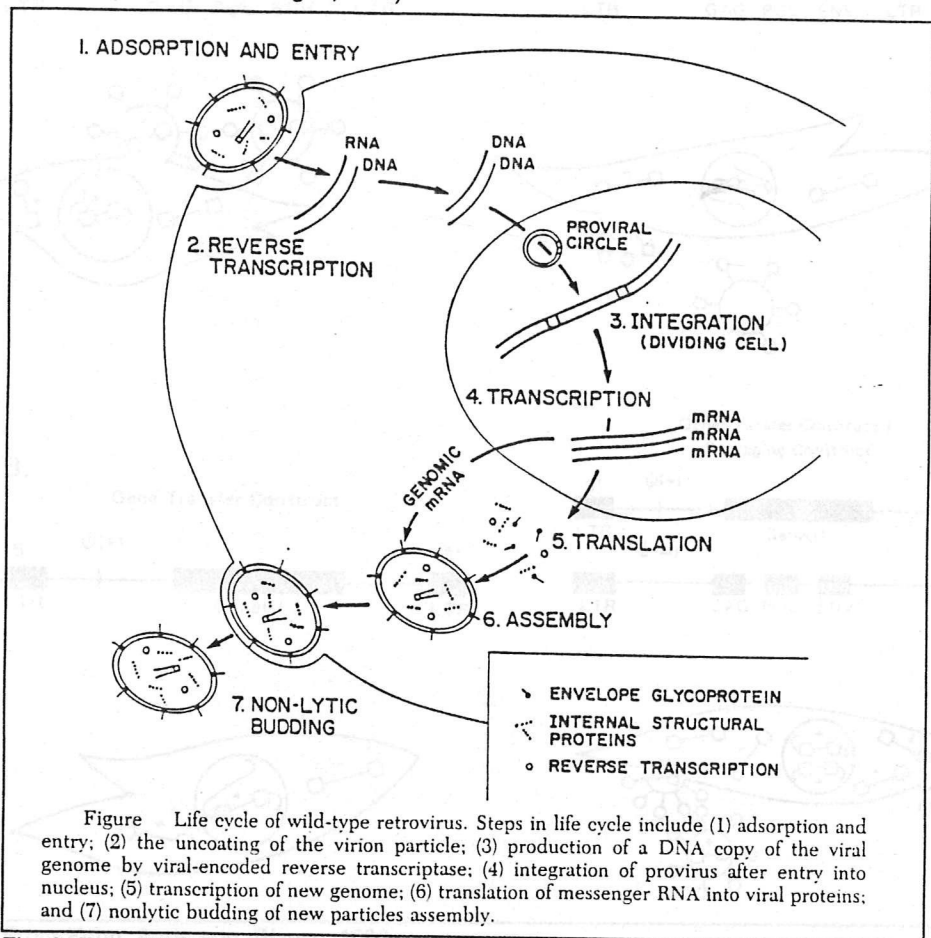 1. ADSORPTION AND ENTRY
RNA
DNA
DNA
DNA
2. REVERSE
TRANSCRIPTION
PROVIRAL
CIRCLE
3. INTEGRATION
(DIVIDING CELL)
4. TRANSCRIPTION
mRNA
mRNA
mRNA
GENOMIC
mRNA
5. TRANSLATION
6. ASSEMBLY
7. NON-LYTIC
BUDDING
ENVELOPE GLYCOPROTEIN
INTERNAL STRUCTURAL
PROTEINS
REVERSE TRANSCRIPTION
Figure Life cycle of wild-type retrovirus. Steps in life cycle include (1) adsorption and
entry; (2) the uncoating of the virion particle; (3) production of a DNA copy of the viral
genome by viral-encoded reverse transcriptase; (4) integration of provirus after entry into
nucleus; (5) transcription of new genome; (6) translation of messenger RNA into viral proteins;
and (7) nonlytic budding of new particles assembly.